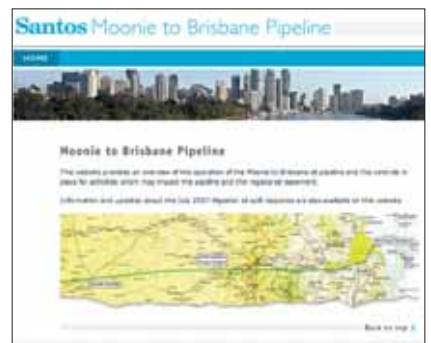 Santos Moonie to Brisbane Pipeline
HOME
Moonie to Brisbane Pipeline
This website provides an overview of the operation of the Moonie to Brisbane oil pipeline and the controls in
place for activities which may impact the pipeline and the registered easement.
Information and updates about the July 2007 Algester oil spill response are also available on this website
Back to top